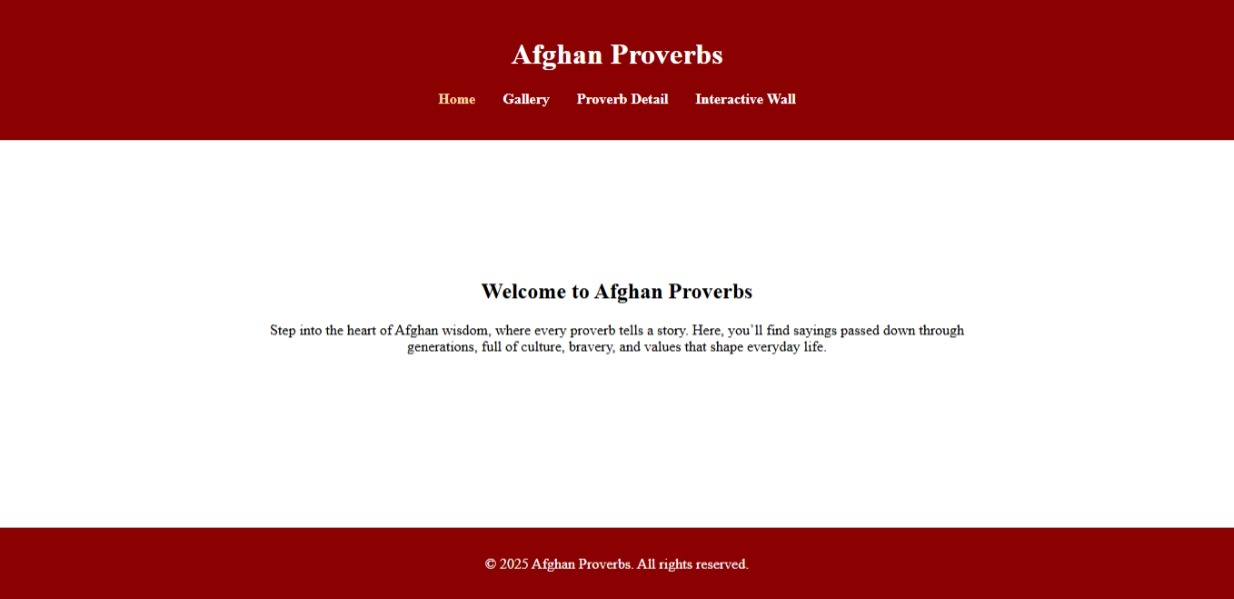 Afghan Proverbs
Home Gallery Proverb Detail Interactive Wall
Welcome to Afghan Proverbs
Step into the heart of Afghan wisdom, where every proverb tells a story. Here, you'll find sayings passed down through
generations, full of culture, bravery, and values that shape everyday life.
© 2025 Afghan Proverbs. All rights reserved.